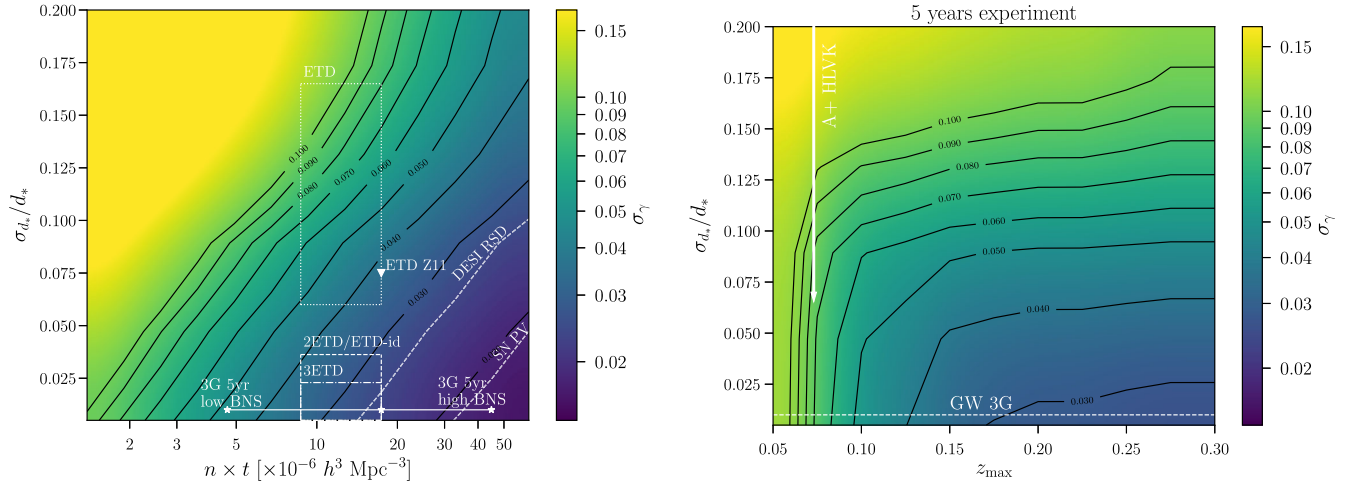 0.200
0.175
0.150
0.125
0.100
0.075
0.050
0.025
σ_{d_*}/d_*
2 3 5 10 20 30 40 50
n × t [×10^{-6} h^3 Mpc^{-3}]
ETD
0.100
0.090
0.080
0.070
0.060
0.050
0.040
0.030
ETD Z11
DESI RSD
SN PV
2ETD/ETD-id
3ETD
3G 5yr
low BNS
3G 5yr
high BNS
0.15
0.10
0.09
0.08
0.07
0.06
0.05
0.04
0.03
0.02
σ_γ
5 years experiment
0.200
0.175
0.150
0.125
0.100
0.075
0.050
0.025
σ_{d_*}/d_*
0.05 0.10 0.15 0.20 0.25 0.30
z_{max}
A+ HLVK
0.100
0.090
0.080
0.070
0.060
0.050
0.040
0.030
GW 3G
0.15
0.10
0.09
0.08
0.07
0.06
0.05
0.04
0.03
0.02
σ_γ